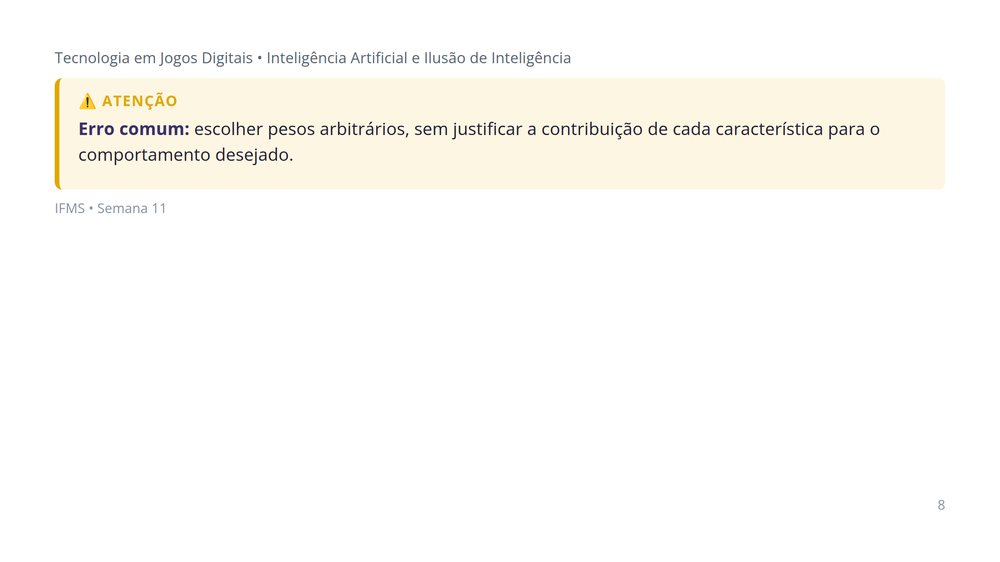 Tecnologia em Jogos Digitais • Inteligência Artificial e Ilusão de Inteligência
⚠️ ATENÇÃO
Erro comum: escolher pesos arbitrários, sem justificar a contribuição de cada característica para o
comportamento desejado.
IFMS • Semana 11
8